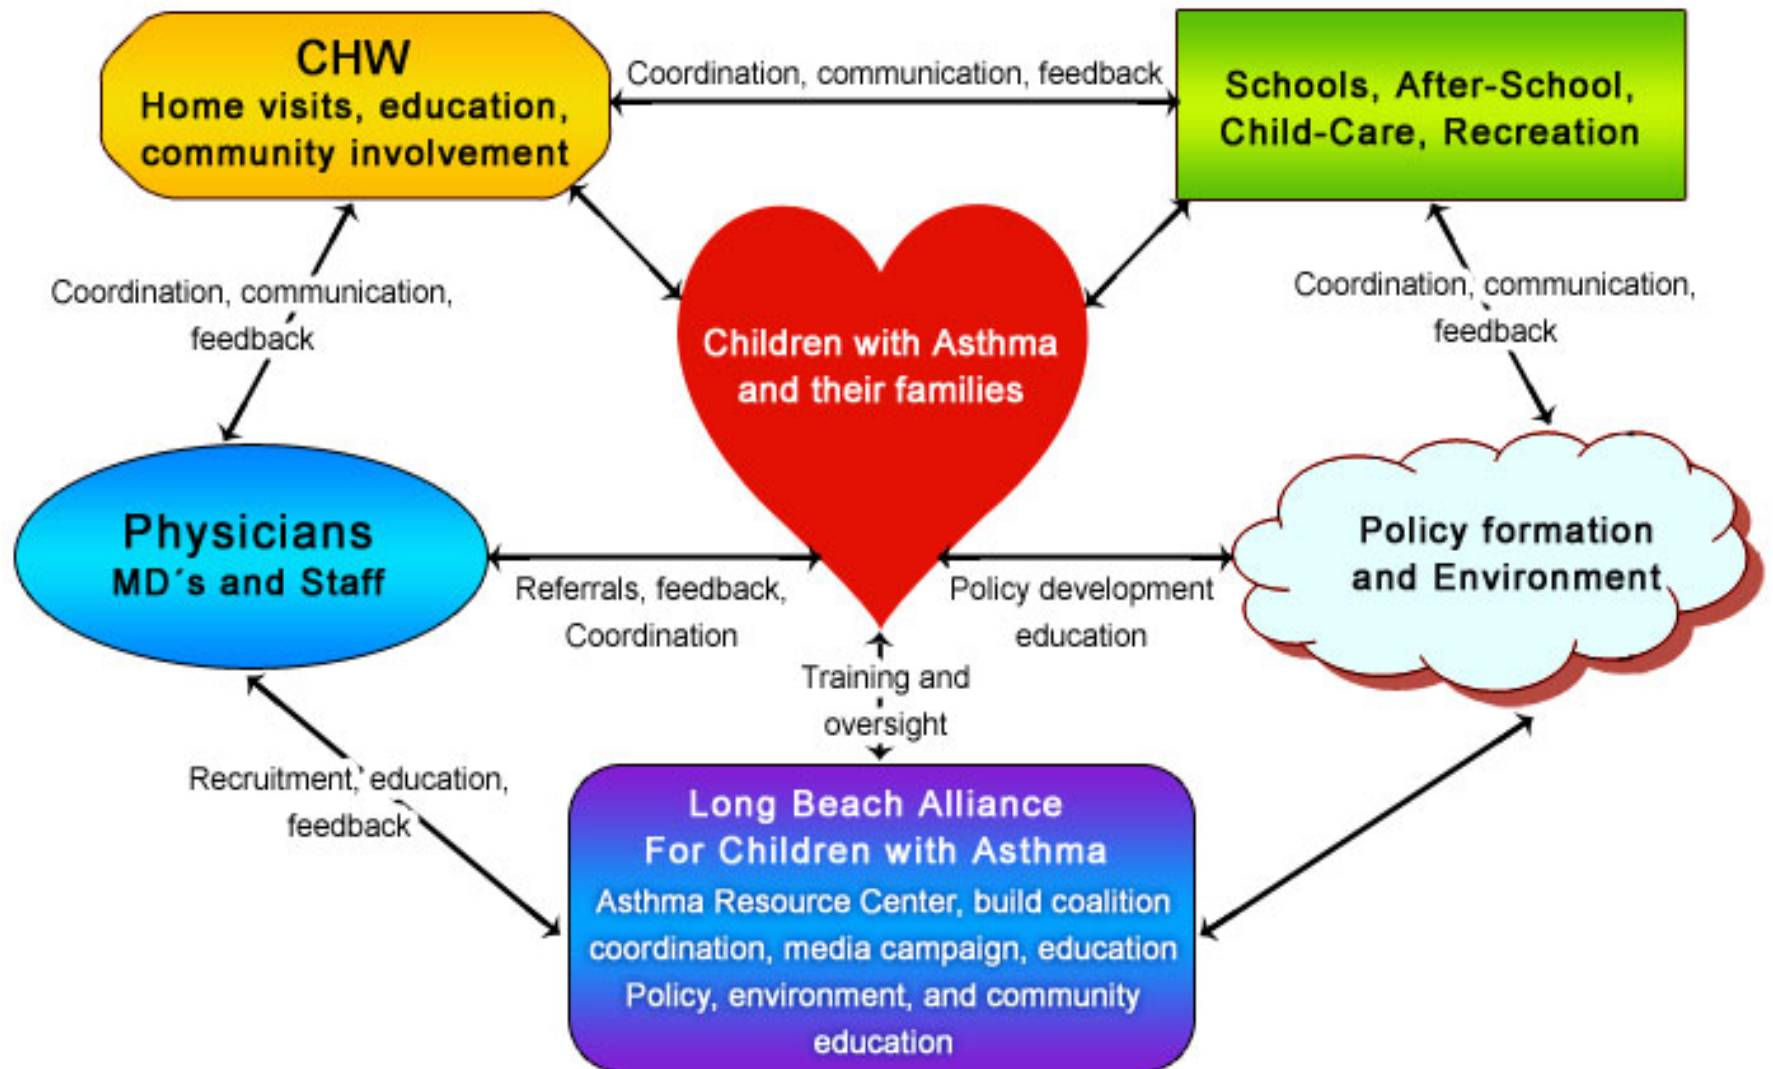 CHW
Home visits, education,
community involvement
Coordination, communication, feedback
Schools, After-School,
Child-Care, Recreation
Coordination, communication,
feedback
Children with Asthma
and their families
Coordination, communication,
feedback
Physicians
MD´s and Staff
Referrals, feedback,
Coordination
Policy development
education
Policy formation
and Environment
Training and
oversight
Recruitment, education,
feedback
Long Beach Alliance
For Children with Asthma
Asthma Resource Center, build coalition
coordination, media campaign, education
Policy, environment, and community
education